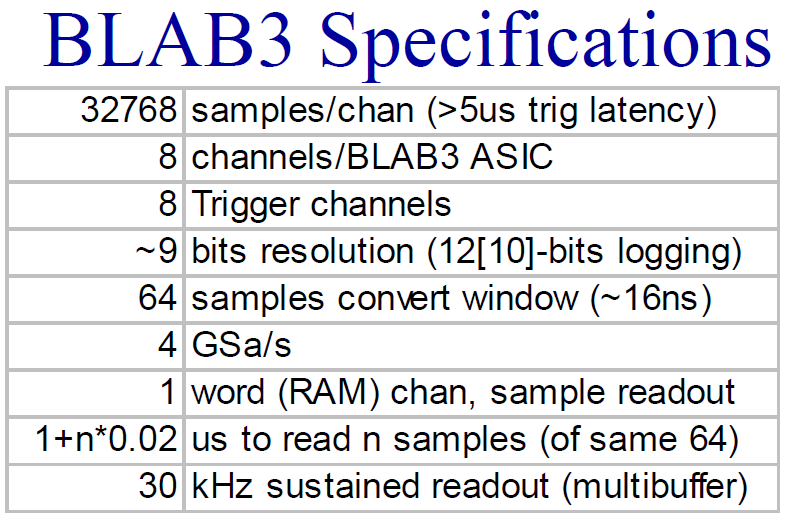 BLAB3 Specifications
32768 samples/chan (>5us trig latency)
8 channels/BLAB3 ASIC
8 Trigger channels
~9 bits resolution (12[10]-bits logging)
64 samples convert window (~16ns)
4 GSa/s
1 word (RAM) chan, sample readout
1+n*0.02 us to read n samples (of same 64)
30 kHz sustained readout (multibuffer)